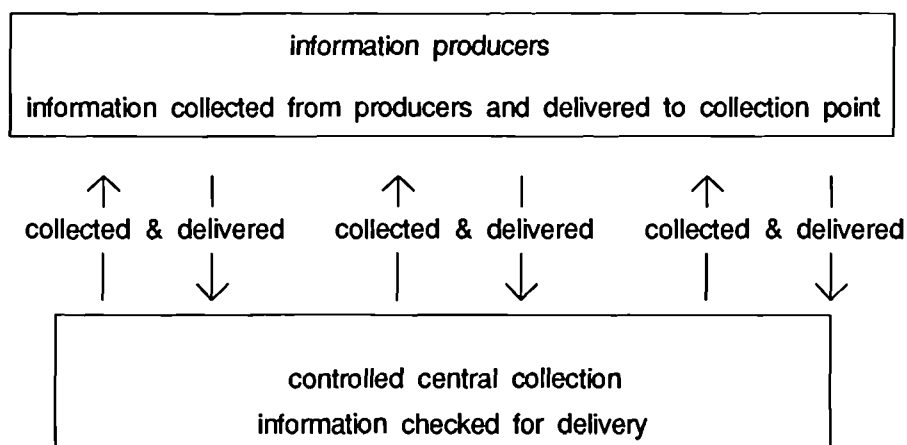 information producers
information collected from producers and delivered to collection point
collected & delivered collected & delivered collected & delivered
controlled central collection
information checked for delivery